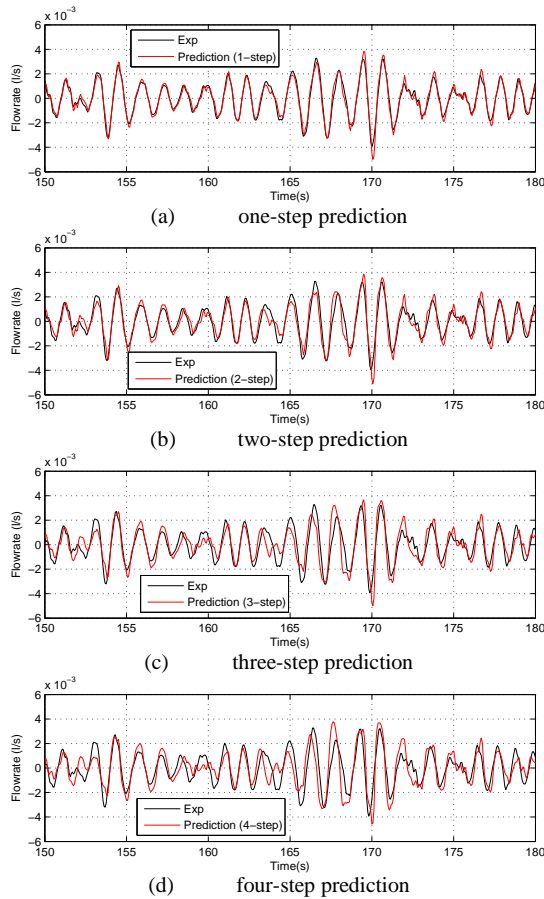 x 10⁻³
6
4
2
0
−2
−4
−6
Flowrate (l/s)
Exp
Prediction (1−step)
150 155 160 165 170 175 180
Time(s)
(a) one-step prediction
x 10⁻³
6
4
2
0
−2
−4
−6
Flowrate (l/s)
Exp
Prediction (2−step)
150 155 160 165 170 175 180
Time(s)
(b) two-step prediction
x 10⁻³
6
4
2
0
−2
−4
−6
Flowrate (l/s)
Exp
Prediction (3−step)
150 155 160 165 170 175 180
Time(s)
(c) three-step prediction
x 10⁻³
6
4
2
0
−2
−4
−6
Flowrate (l/s)
Exp
Prediction (4−step)
150 155 160 165 170 175 180
Time(s)
(d) four-step prediction